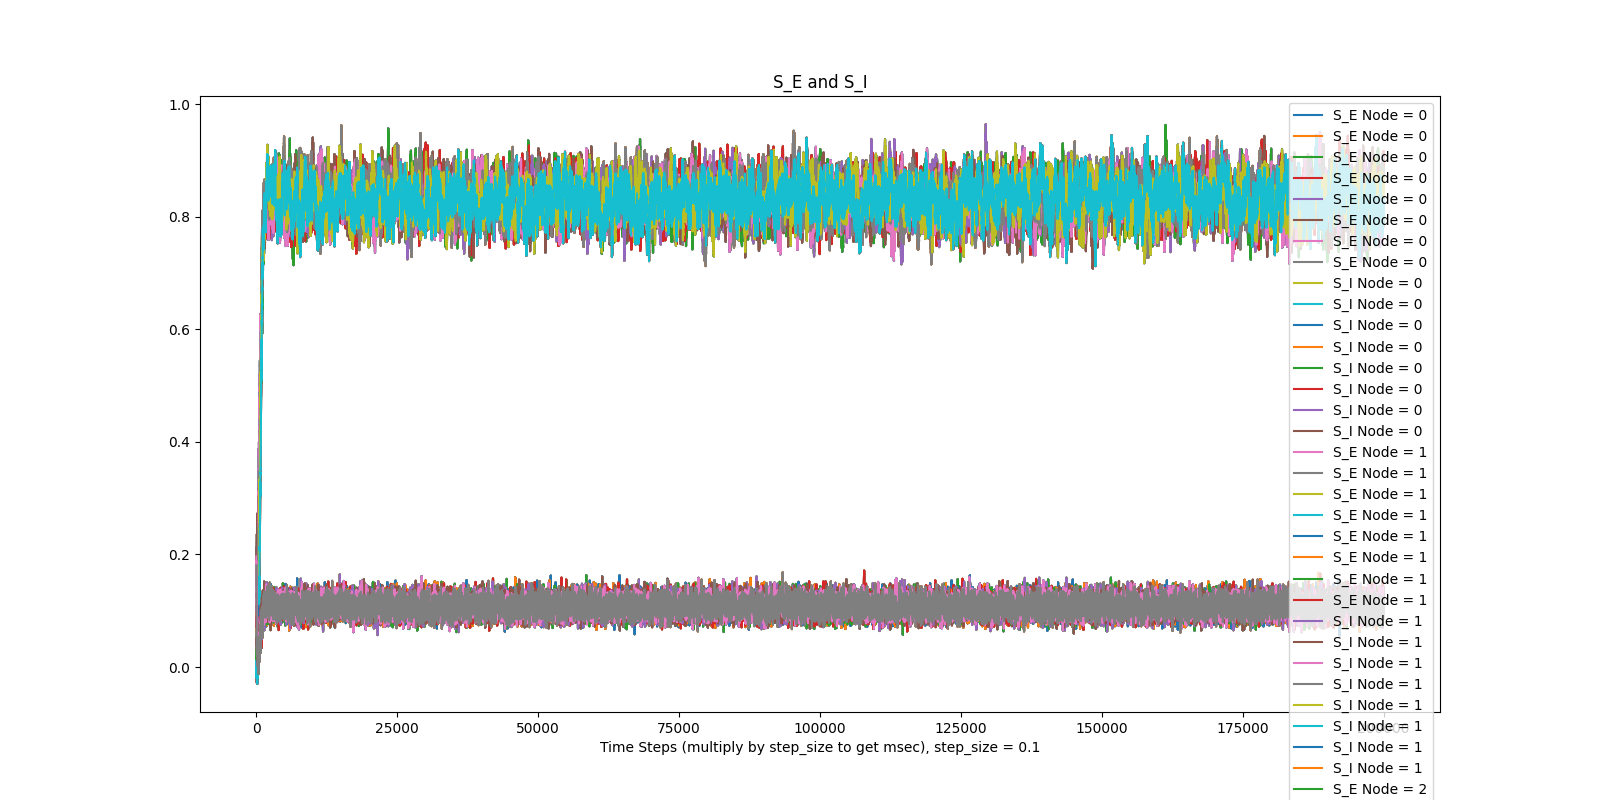 S_E and S_I
1.0
0.8
0.6
0.4
0.2
0.0
0
25000
50000
75000
100000
125000
150000
175000
Time Steps (multiply by step_size to get msec), step_size = 0.1
S_E Node = 0
S_E Node = 0
S_E Node = 0
S_E Node = 0
S_E Node = 0
S_E Node = 0
S_E Node = 0
S_E Node = 0
S_I Node = 0
S_I Node = 0
S_I Node = 0
S_I Node = 0
S_I Node = 0
S_I Node = 0
S_I Node = 0
S_I Node = 0
S_E Node = 1
S_E Node = 1
S_E Node = 1
S_E Node = 1
S_E Node = 1
S_E Node = 1
S_E Node = 1
S_E Node = 1
S_I Node = 1
S_I Node = 1
S_I Node = 1
S_I Node = 1
S_I Node = 1
S_I Node = 1
S_I Node = 1
S_I Node = 1
S_E Node = 2